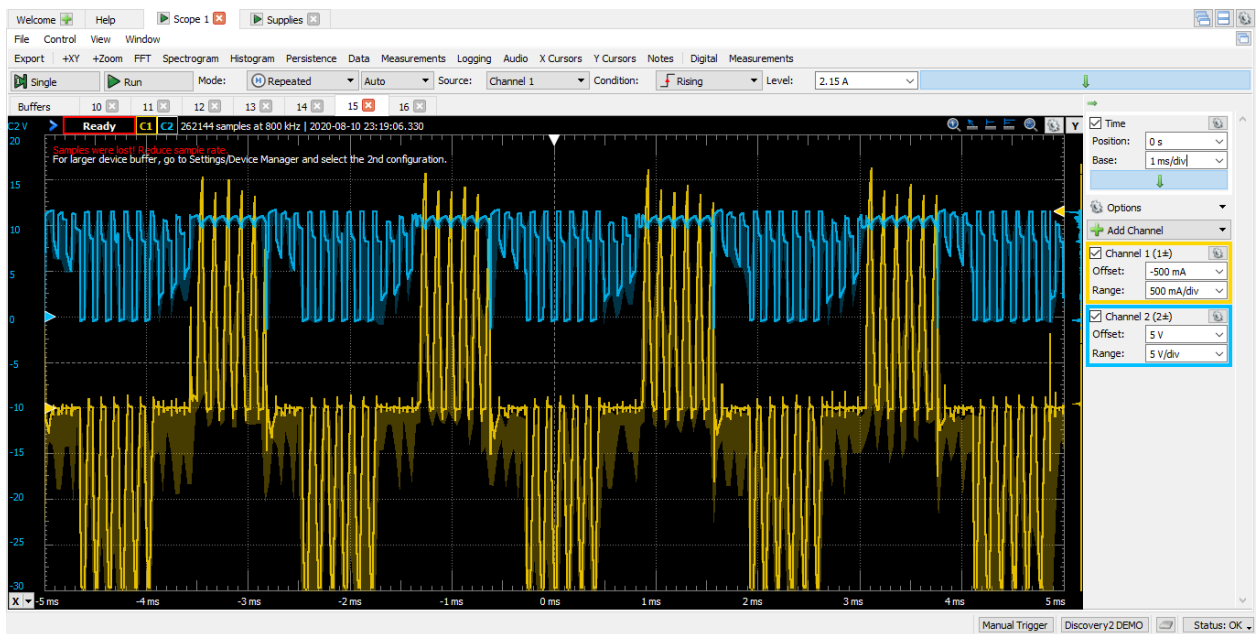 Welcome Help Scope 1 Supplies
File Control View Window
Export +XY +Zoom FFT Spectrogram Histogram Persistence Data Measurements Logging Audio X Cursors Y Cursors Notes Digital Measurements
Single Run Mode: Repeated Auto Source: Channel 1 Condition: Rising Level: 2.15 A
Buffers 10 11 12 13 14 15 16
C2 V Ready C1 C2 262144 samples at 800 kHz | 2020-08-10 23:19:06.330 Y
Samples were lost! Reduce sample rate.
For larger device buffer, go to Settings/Device Manager and select the 2nd configuration.
20
15
10
5
0
-5
-10
-15
-20
-25
-30
X -5 ms -4 ms -3 ms -2 ms -1 ms 0 ms 1 ms 2 ms 3 ms 4 ms 5 ms
Time
Position: 0 s
Base: 1 ms/div
Options
Add Channel
Channel 1 (1±)
Offset: -500 mA
Range: 500 mA/div
Channel 2 (2±)
Offset: 5 V
Range: 5 V/div
Manual Trigger Discovery2 DEMO Status: OK